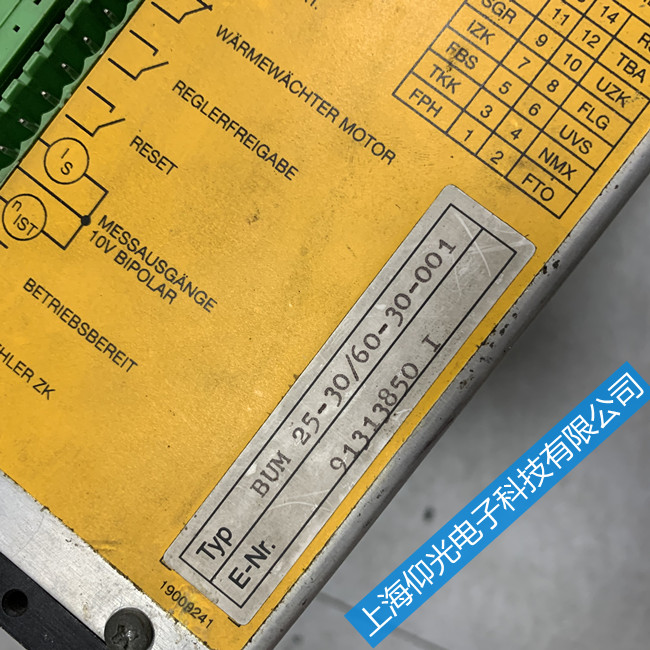 WÄRMEWÄCHTER MOTOR
REGLERFREIGABE
RESET
I S
n IST
MESSAUSGÄNGE
10V BIPOLAR
BETRIEBSBEREIT
HLER ZK
14
SGR 11 12
IZK 9 10 TBA
FBS 7 8 UZK
TKK 5 6 FLG
FPH 3 4 UVS
1 2 NMX
FTO
Typ BUM 25-30/60-30-001
E-Nr. 91313850 I
19009241
上海仰光电子科技有限公司